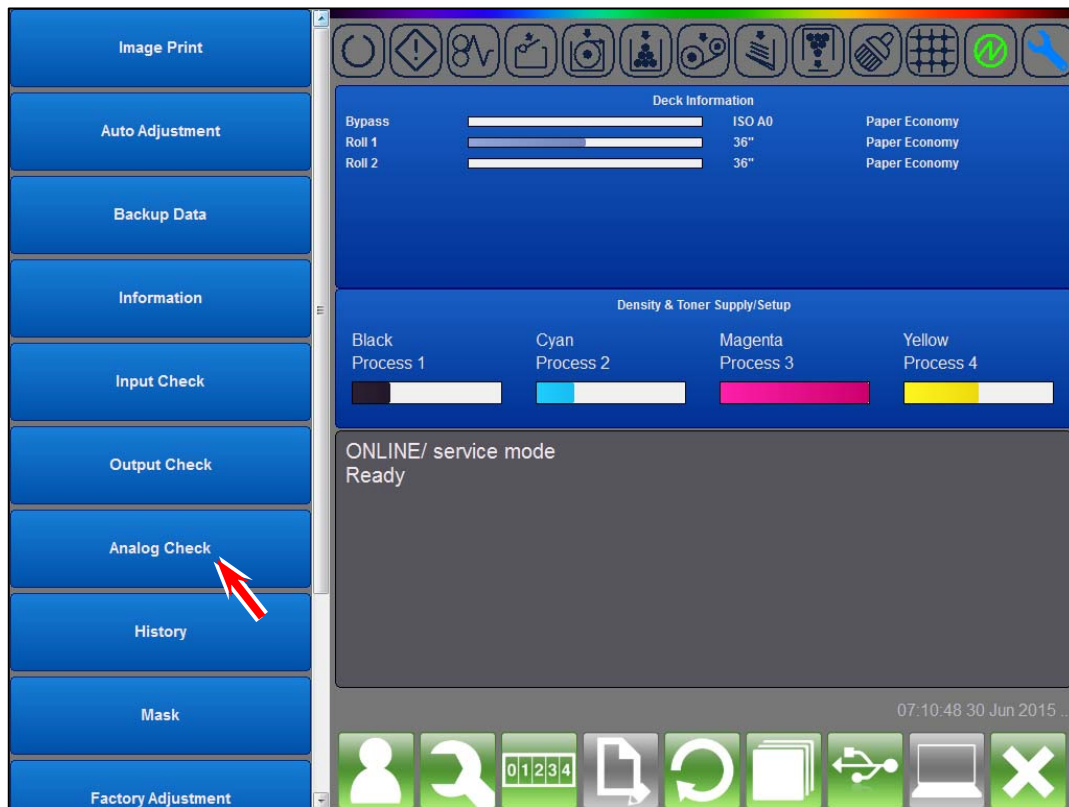 Image Print
Auto Adjustment
Backup Data
Information
Input Check
Output Check
Analog Check
History
Mask
Factory Adjustment
Deck Information
Bypass ISO A0 Paper Economy
Roll 1 36" Paper Economy
Roll 2 36" Paper Economy
Density & Toner Supply/Setup
Black Cyan Magenta Yellow
Process 1 Process 2 Process 3 Process 4
ONLINE/ service mode
Ready
07:10:48 30 Jun 2015 ...
01234